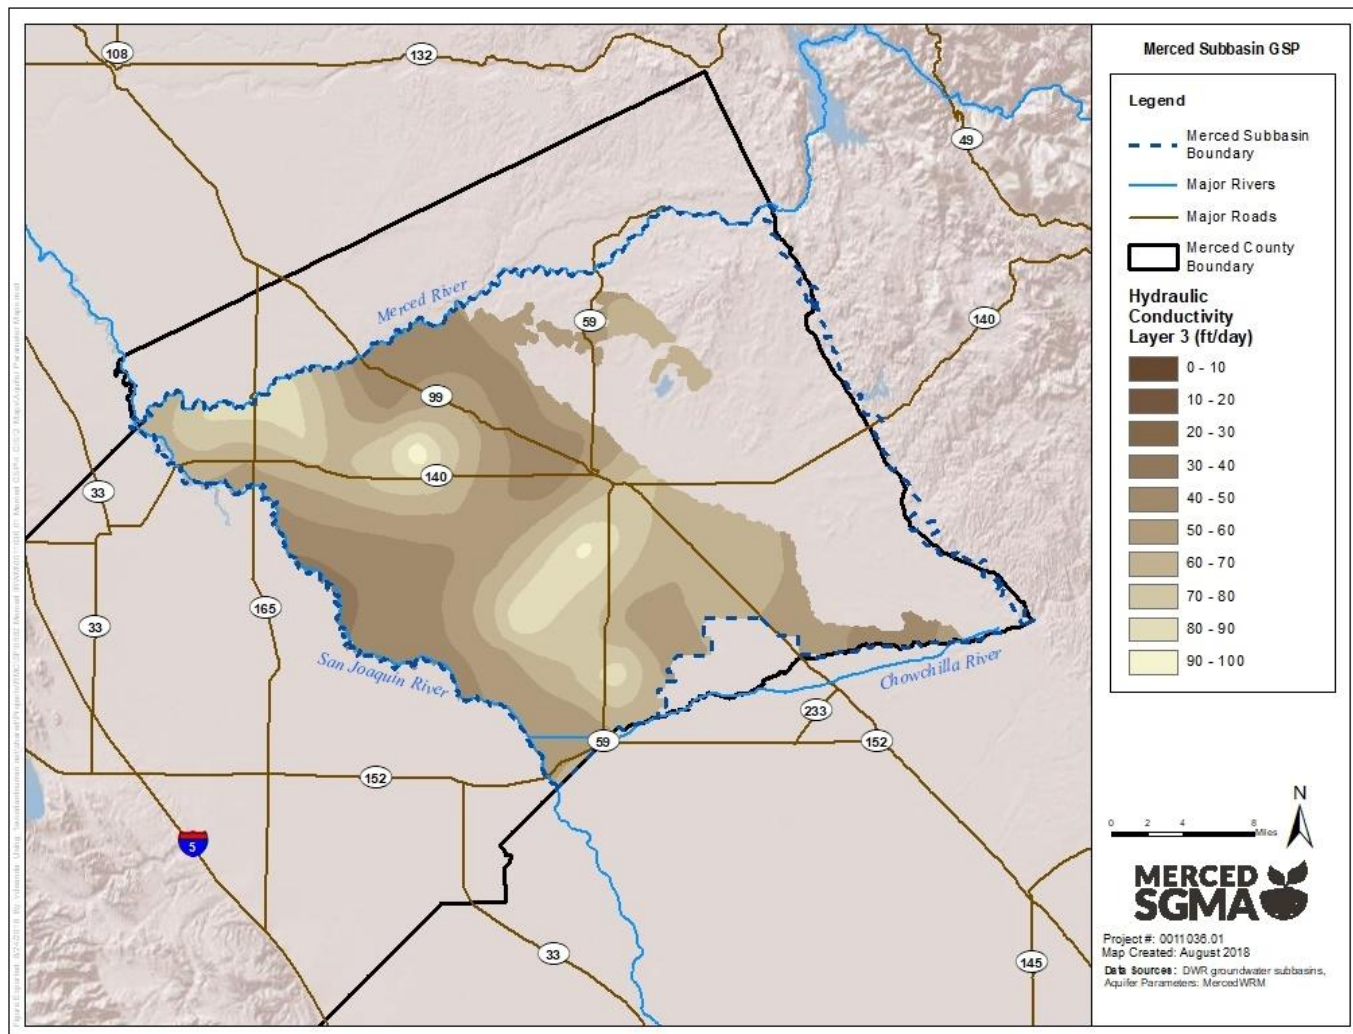 108
132
49
Merced River
59
140
99
140
33
165
33
San Joaquin River
Chowchilla River
233
59
152
152
5
33
145
Merced Subbasin GSP
Legend
Merced Subbasin
Boundary
Major Rivers
Major Roads
Merced County
Boundary
Hydraulic
Conductivity
Layer 3 (ft/day)
0 - 10
10 - 20
20 - 30
30 - 40
40 - 50
50 - 60
60 - 70
70 - 80
80 - 90
90 - 100
N
0 2 4 8
Miles
MERCED
SGMA
Project #: 0011036.01
Map Created: August 2018
Data Sources: DWR groundwater subbasins,
Aquifer Parameters: MercedWRM